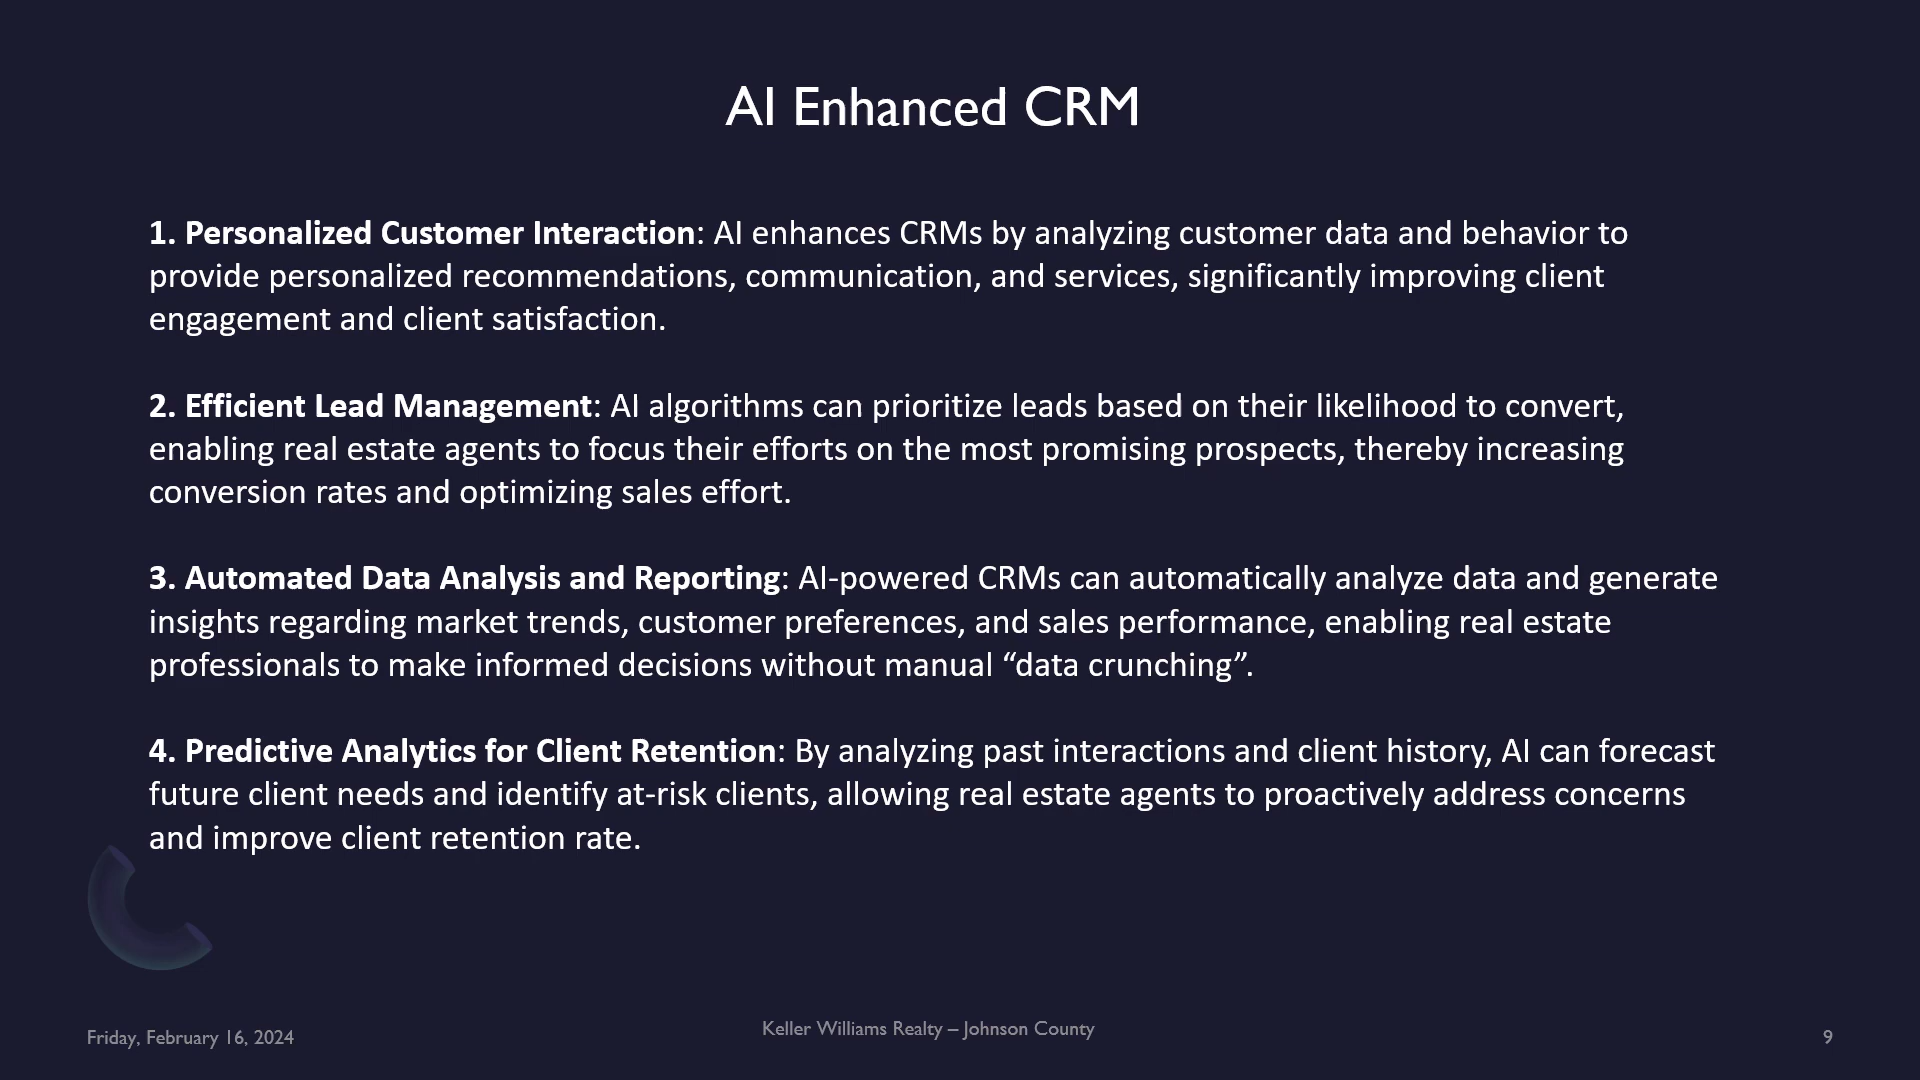 AI Enhanced CRM
1. Personalized Customer Interaction: AI enhances CRMs by analyzing customer data and behavior to
provide personalized recommendations, communication, and services, significantly improving client
engagement and client satisfaction.
2. Efficient Lead Management: AI algorithms can prioritize leads based on their likelihood to convert,
enabling real estate agents to focus their efforts on the most promising prospects, thereby increasing
conversion rates and optimizing sales effort.
3. Automated Data Analysis and Reporting: AI-powered CRMs can automatically analyze data and generate
insights regarding market trends, customer preferences, and sales performance, enabling real estate
professionals to make informed decisions without manual “data crunching”.
4. Predictive Analytics for Client Retention: By analyzing past interactions and client history, AI can forecast
future client needs and identify at-risk clients, allowing real estate agents to proactively address concerns
and improve client retention rate.
Friday, February 16, 2024
Keller Williams Realty – Johnson County
9